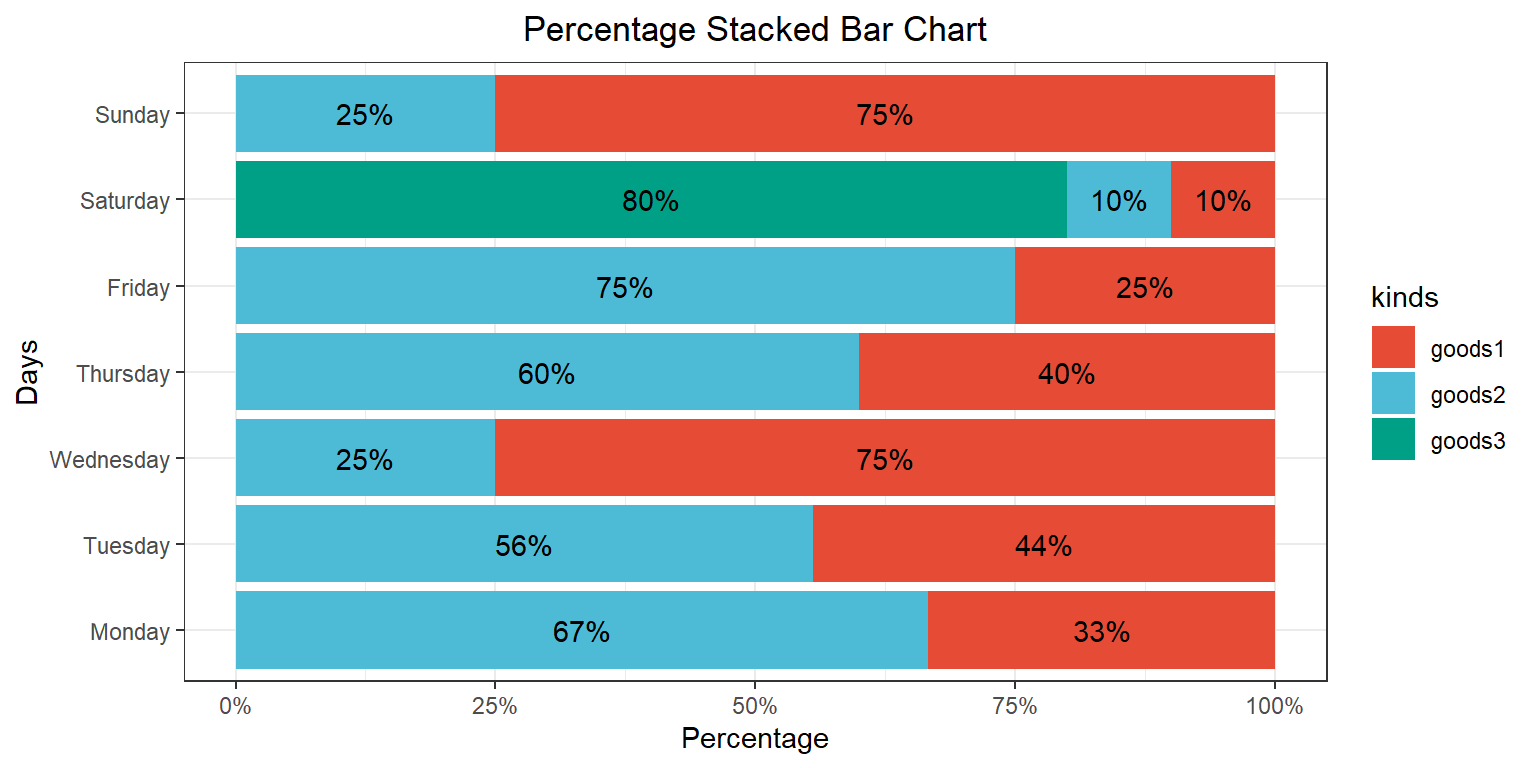 Percentage Stacked Bar Chart
Sunday 25% 75%
Saturday 80% 10% 10%
Friday 75% 25%
Thursday 60% 40%
Wednesday 25% 75%
Tuesday 56% 44%
Monday 67% 33%
0% 25% 50% 75% 100%
Percentage
Days
kinds
goods1
goods2
goods3